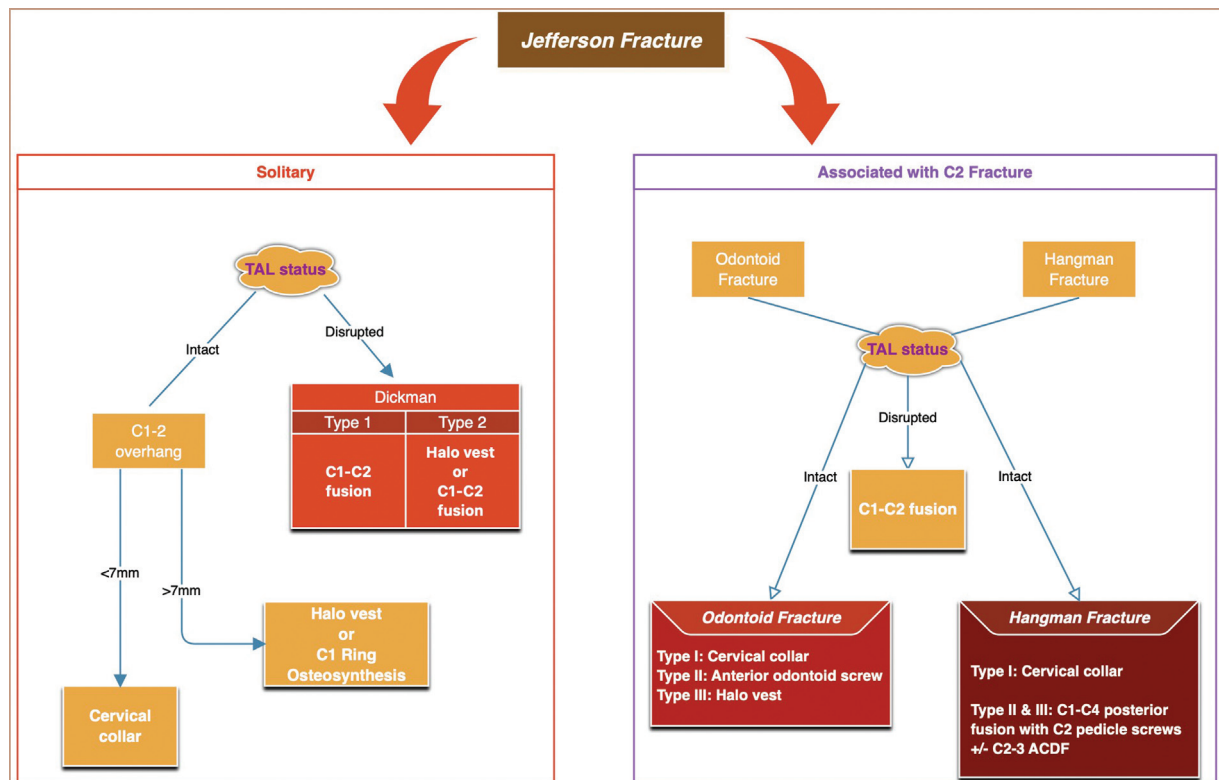 Jefferson Fracture
Solitary
TAL status
Intact
Disrupted
Dickman
Type 1
Type 2
C1-C2
fusion
Halo vest
or
C1-C2
fusion
C1-2
overhang
<7mm
>7mm
Halo vest
or
C1 Ring
Osteosynthesis
Cervical
collar
Associated with C2 Fracture
Odontoid
Fracture
Hangman
Fracture
TAL status
Disrupted
Intact
Intact
C1-C2 fusion
Odontoid Fracture
Type I: Cervical collar
Type II: Anterior odontoid screw
Type III: Halo vest
Hangman Fracture
Type I: Cervical collar
Type II & III: C1-C4 posterior
fusion with C2 pedicle screws
+/- C2-3 ACDF